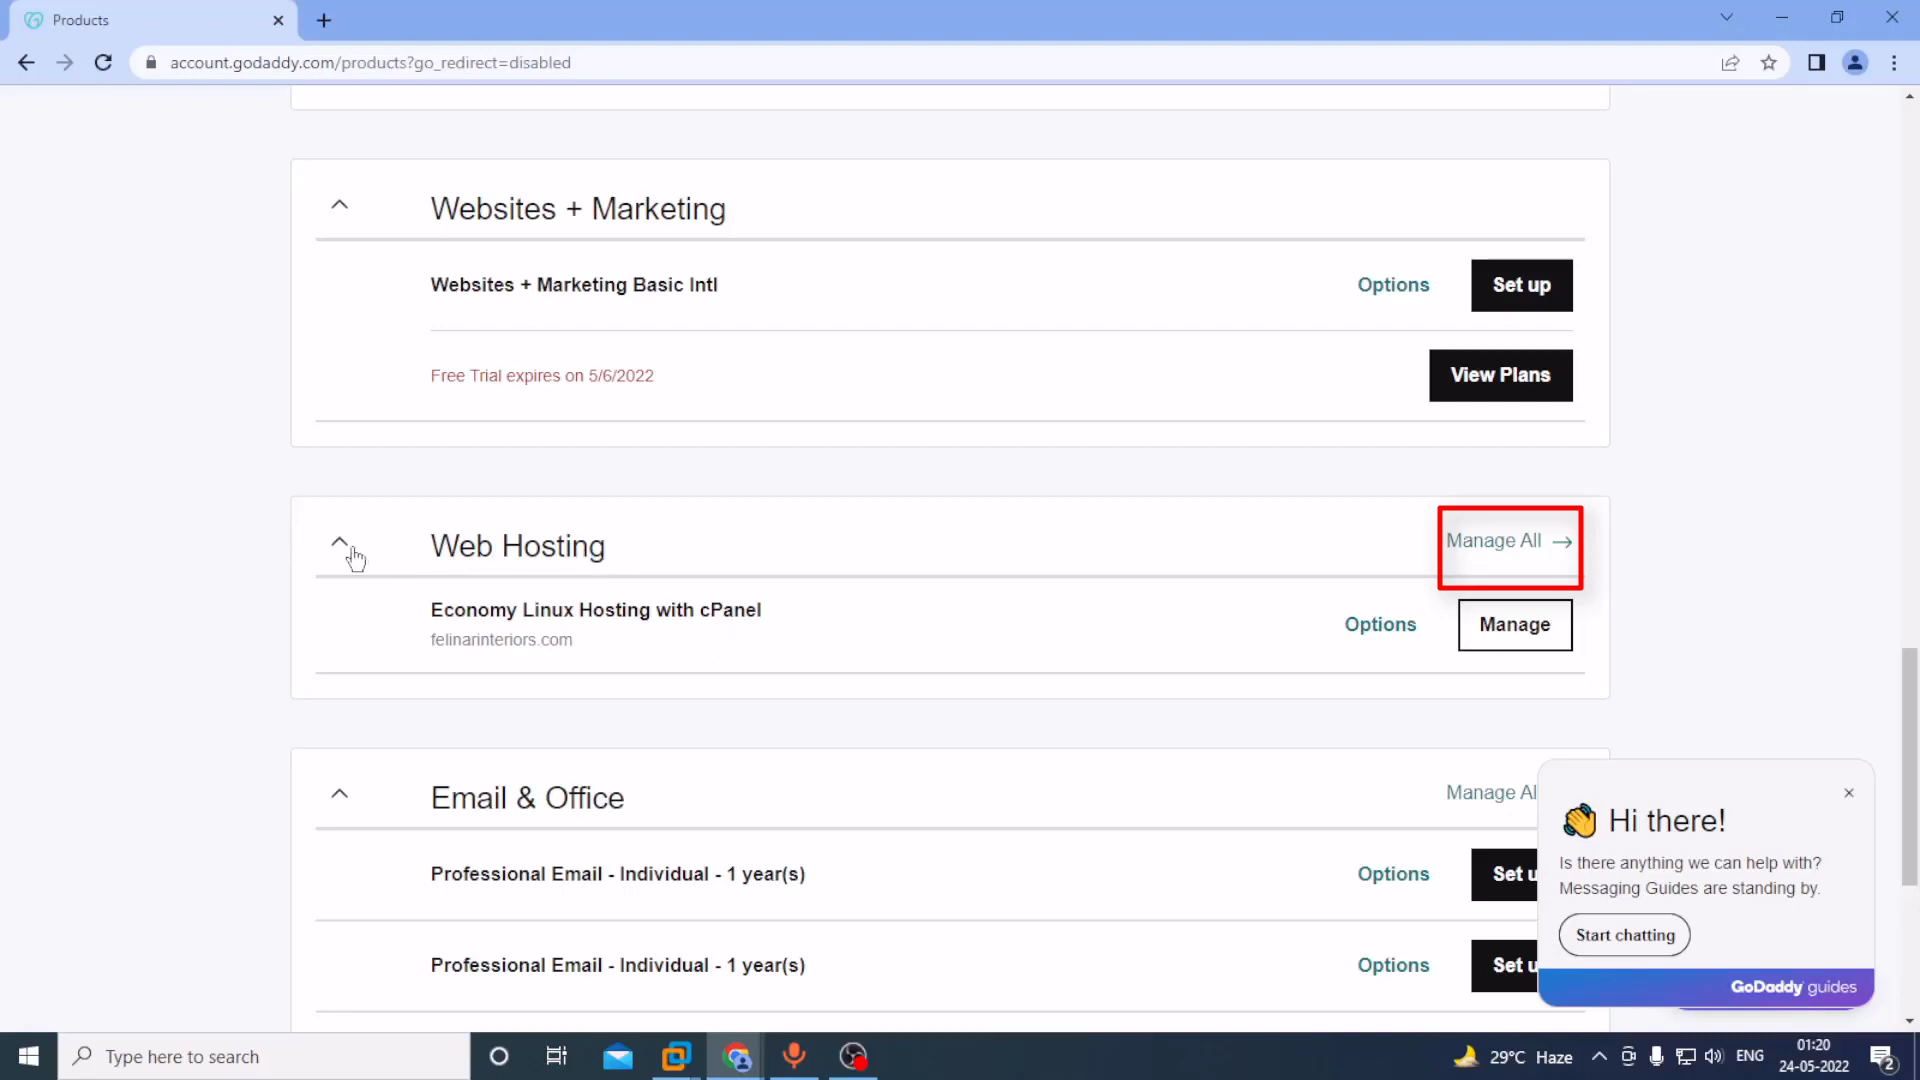 Products
account.godaddy.com/products?go_redirect=disabled
Websites + Marketing
Websites + Marketing Basic Intl
Options
Set up
Free Trial expires on 5/6/2022
View Plans
Web Hosting
Manage All →
Economy Linux Hosting with cPanel
felinarinteriors.com
Options
Manage
Email & Office
Manage Al
Professional Email - Individual - 1 year(s)
Options
Set u
Professional Email - Individual - 1 year(s)
Options
Set u
Hi there!
Is there anything we can help with?
Messaging Guides are standing by.
Start chatting
GoDaddy guides
Type here to search
29°C Haze
ENG
01:20
24-05-2022
2